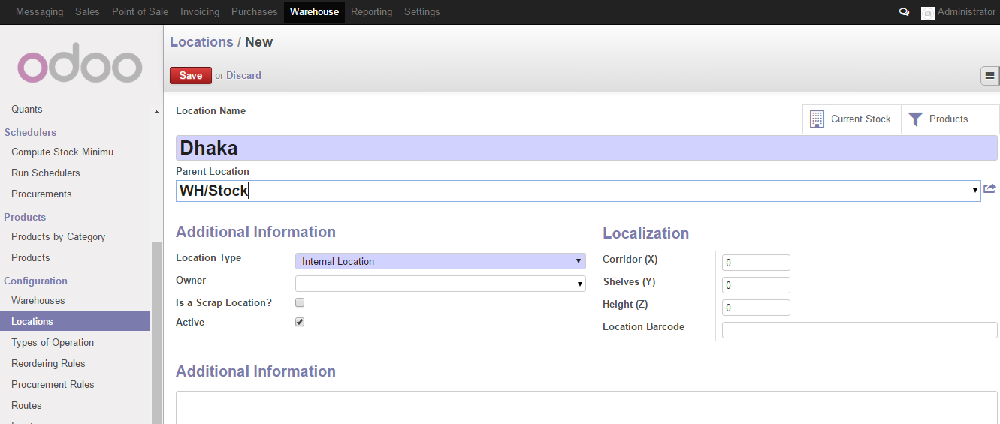 Messaging Sales Point of Sale Invoicing Purchases Warehouse Reporting Settings Administrator
odoo
Locations / New
Save or Discard
Quants
Schedulers
Compute Stock Minimu...
Run Schedulers
Procurements
Products
Products by Category
Products
Configuration
Warehouses
Locations
Types of Operation
Reordering Rules
Procurement Rules
Routes
Location Name
Current Stock
Products
Dhaka
Parent Location
WH/Stock
Additional Information
Location Type Internal Location
Owner
Is a Scrap Location?
Active
Localization
Corridor (X) 0
Shelves (Y) 0
Height (Z) 0
Location Barcode
Additional Information